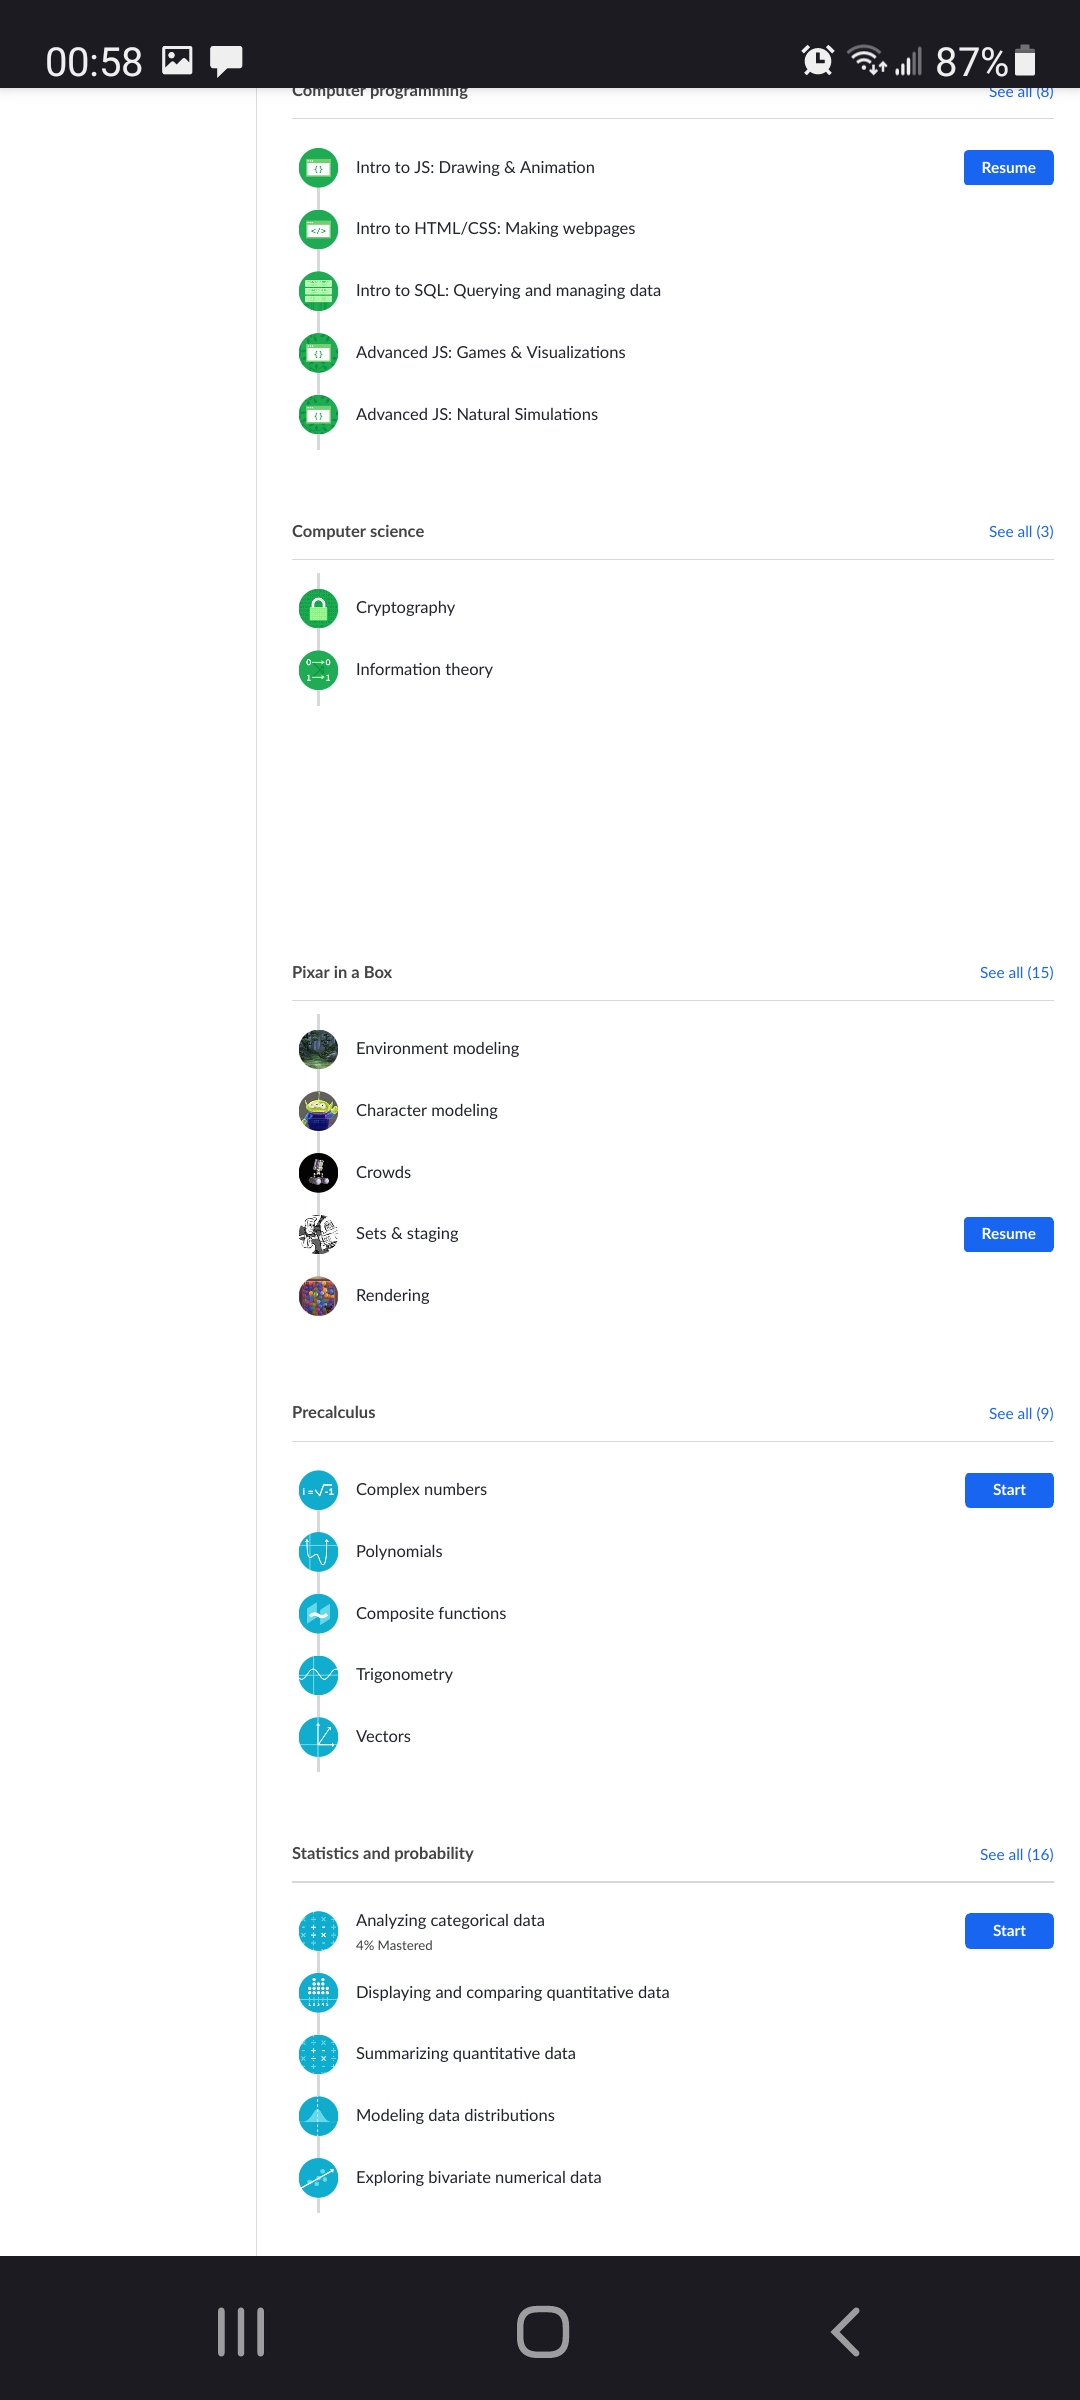 00:58
87%
Computer programming
See all (8)
Intro to JS: Drawing & Animation
Resume
Intro to HTML/CSS: Making webpages
Intro to SQL: Querying and managing data
Advanced JS: Games & Visualizations
Advanced JS: Natural Simulations
Computer science
See all (3)
Cryptography
0→0
1→1
Information theory
Pixar in a Box
See all (15)
Environment modeling
Character modeling
Crowds
Sets & staging
Resume
Rendering
Precalculus
See all (9)
i=√-1
Complex numbers
Start
Polynomials
Composite functions
Trigonometry
Vectors
Statistics and probability
See all (16)
Analyzing categorical data
4% Mastered
Start
Displaying and comparing quantitative data
Summarizing quantitative data
Modeling data distributions
Exploring bivariate numerical data